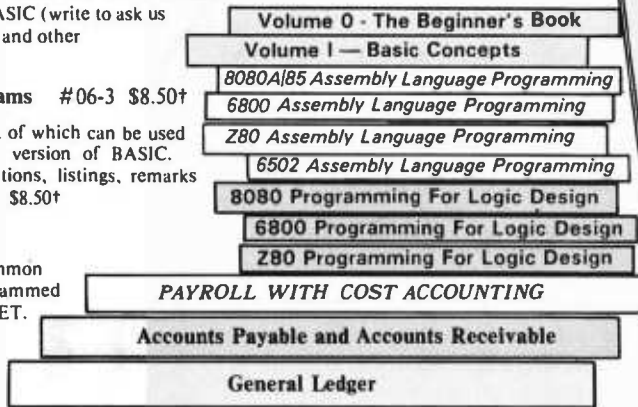 ASIC (write to ask us
and other
ams #06-3 $8.50†
of which can be used
version of BASIC.
tions, listings, remarks
$8.50†
mmon
ammed
ET.
Volume 0 - The Beginner's Book
Volume I — Basic Concepts
8080A/85 Assembly Language Programming
6800 Assembly Language Programming
Z80 Assembly Language Programming
6502 Assembly Language Programming
8080 Programming For Logic Design
6800 Programming For Logic Design
Z80 Programming For Logic Design
PAYROLL WITH COST ACCOUNTING
Accounts Payable and Accounts Receivable
General Ledger